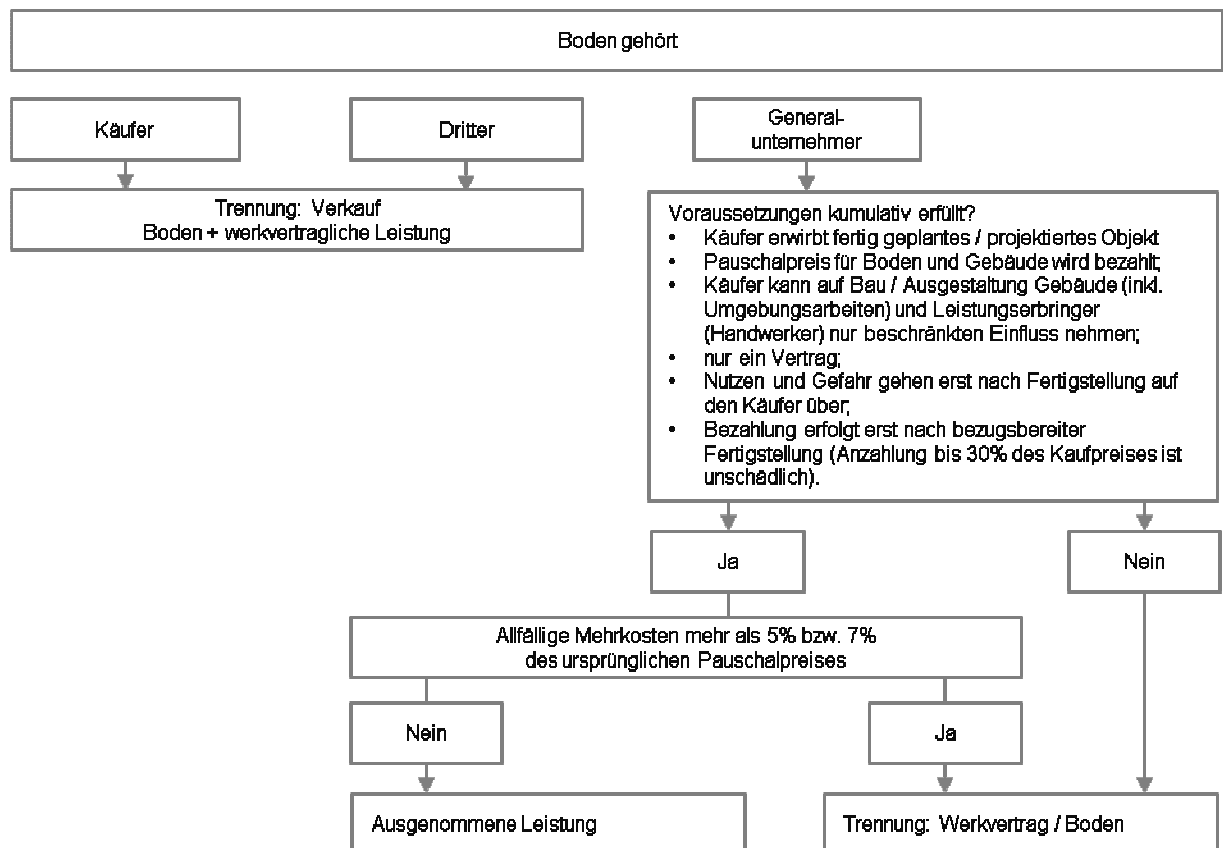 Boden gehört
Käufer
Dritter
General-
unternehmer
Trennung: Verkauf
Boden + werkvertragliche Leistung
Voraussetzungen kumulativ erfüllt?
• Käufer erwirbt fertig geplantes / projektiertes Objekt
• Pauschalpreis für Boden und Gebäude wird bezahlt;
• Käufer kann auf Bau / Ausgestaltung Gebäude (inkl.
Umgebungsarbeiten) und Leistungserbringer
(Handwerker) nur beschränkten Einfluss nehmen;
• nur ein Vertrag;
• Nutzen und Gefahr gehen erst nach Fertigstellung auf
den Käufer über;
• Bezahlung erfolgt erst nach bezugsbereiter
Fertigstellung (Anzahlung bis 30% des Kaufpreises ist
unschädlich).
Ja
Nein
Allfällige Mehrkosten mehr als 5% bzw. 7%
des ursprünglichen Pauschalpreises
Nein
Ja
Ausgenommene Leistung
Trennung: Werkvertrag / Boden